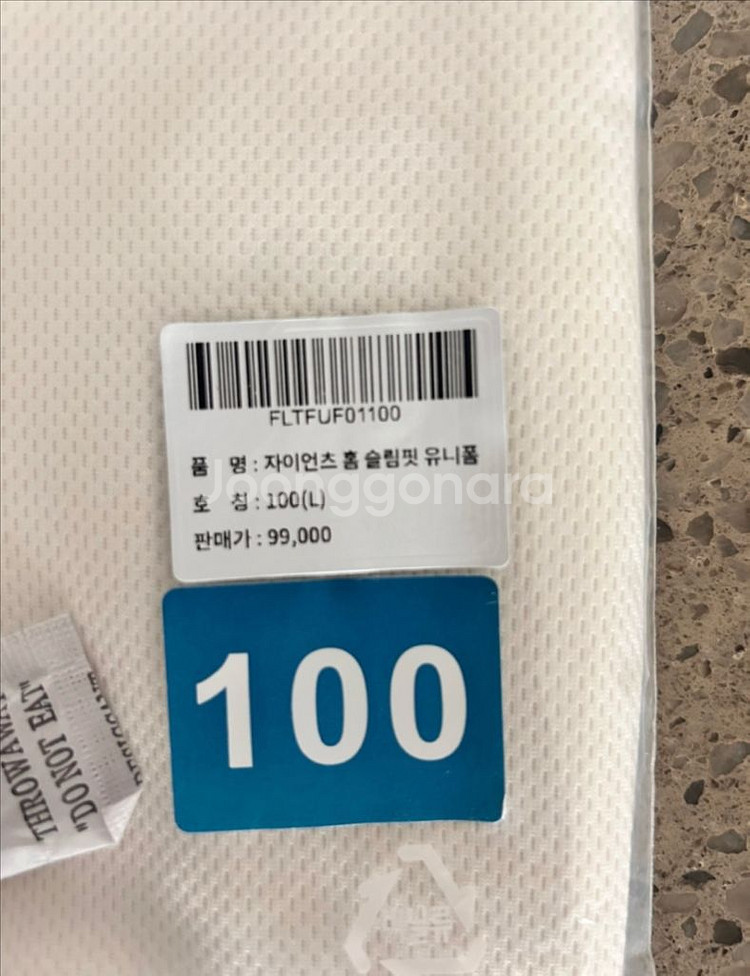 FLTFUF01100
품 명 : 자이언츠 홈 슬림핏 유니폼
Joonggonara
호 칭 : 100(L)
판매가 : 99,000
100
THROW AWAY"
"DO NOT EAT"